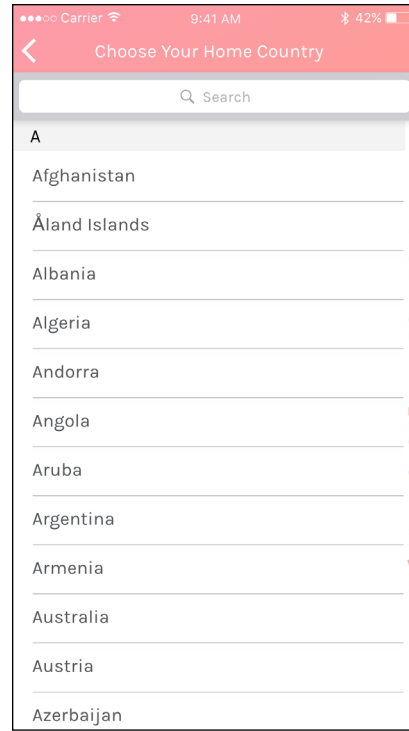 Carrier 9:41 AM 42%
Choose Your Home Country
Search
A
Afghanistan
Åland Islands
Albania
Algeria
Andorra
Angola
Aruba
Argentina
Armenia
Australia
Austria
Azerbaijan